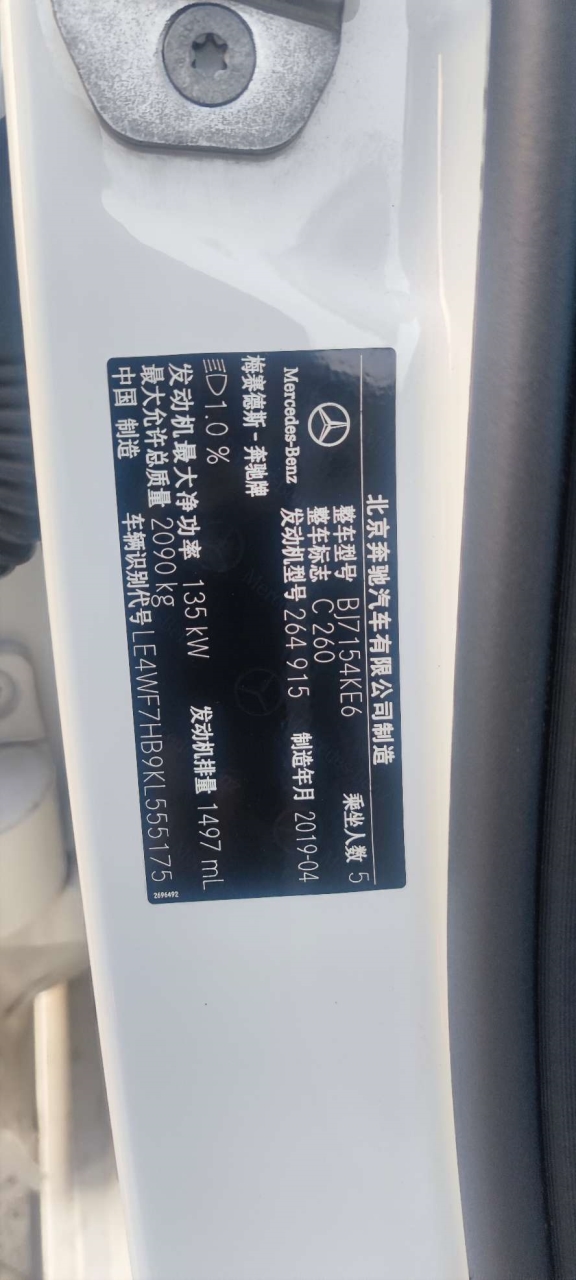 北京奔驰汽车有限公司制造
整车型号 BJ7154KE6 乘坐人数 5
整车标志 C 260
发动机型号 264 915 制造年月 2019-04
Mercedes-Benz
梅赛德斯-奔驰牌
1.0 %
发动机最大净功率 135 kW 发动机排量 1497 mL
最大允许总质量 2090 kg
中国 制造 车辆识别代号 LE4WF7HB9KL555175
2696492